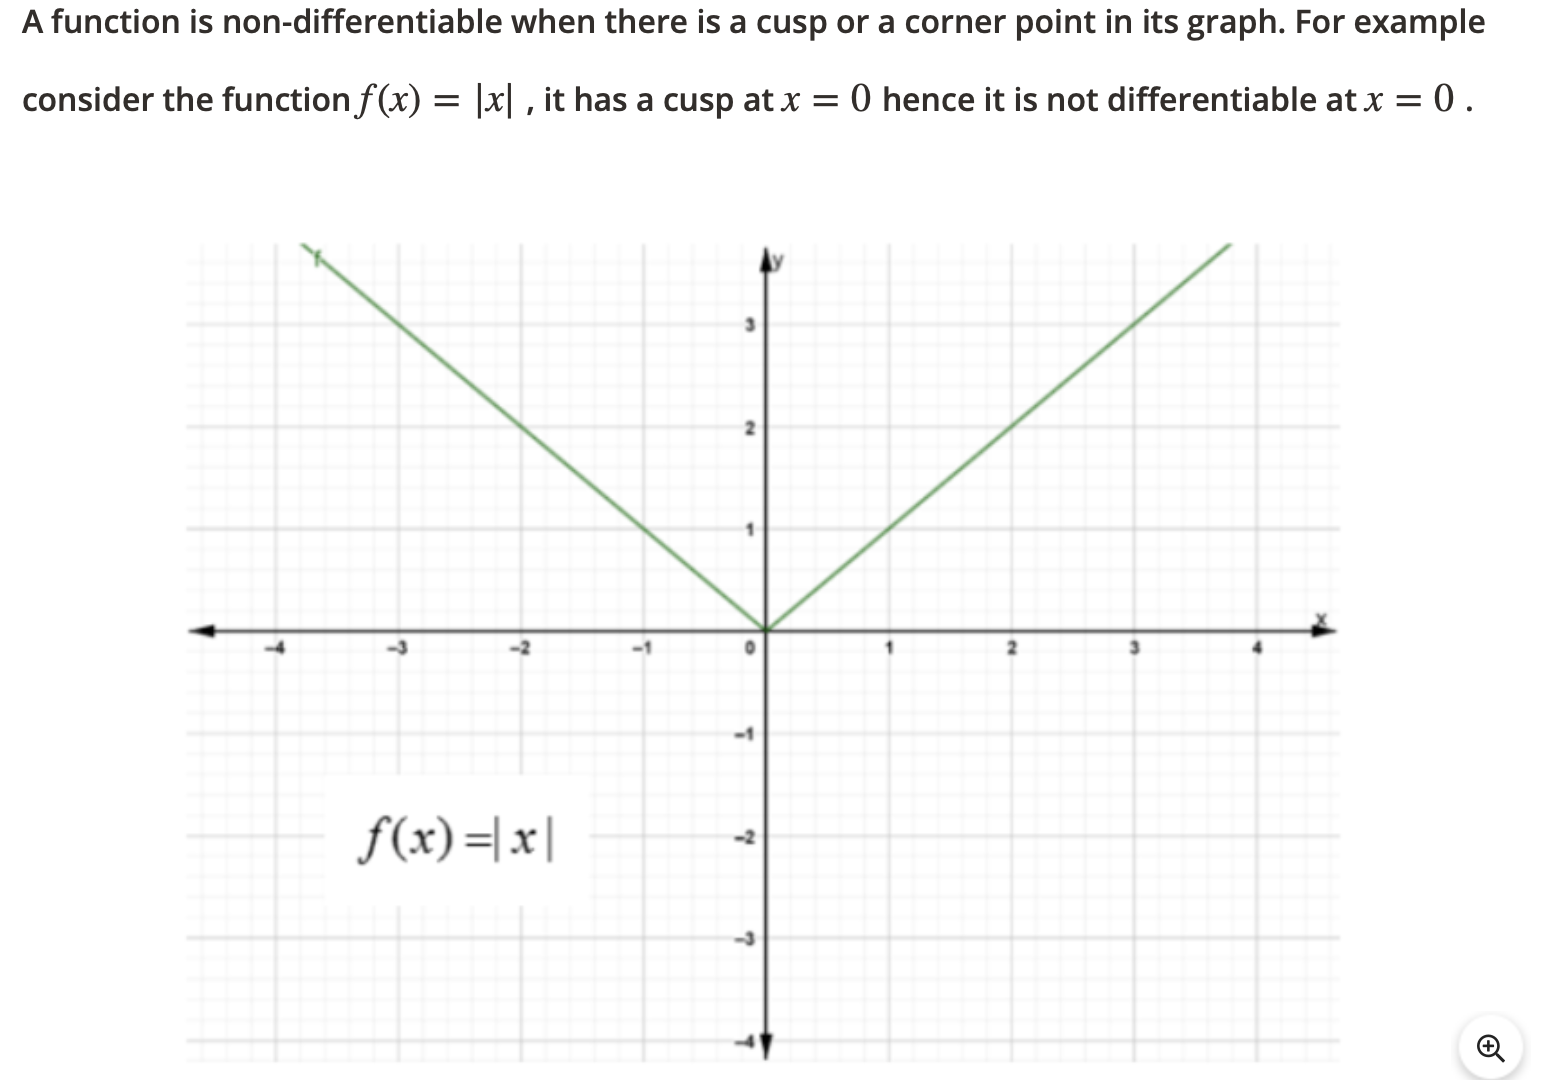 A function is non-differentiable when there is a cusp or a corner point in its graph. For example
consider the function f(x) = |x| , it has a cusp at x = 0 hence it is not differentiable at x = 0 .
f
y
3
2
1
x
−4 −3 −2 −1 0 1 2 3 4
−1
f(x)=|x|
−2
−3
−4